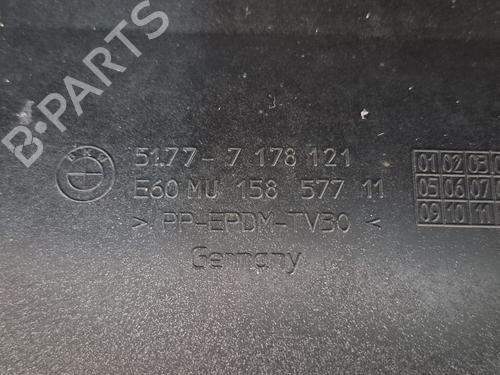 B-PARTS
BMW
51.77- 7 178 121
E60 MU 158 577 11
> PP-EPDM-TV30 <
Germany
01 02 03
05 06 07
09 10 11